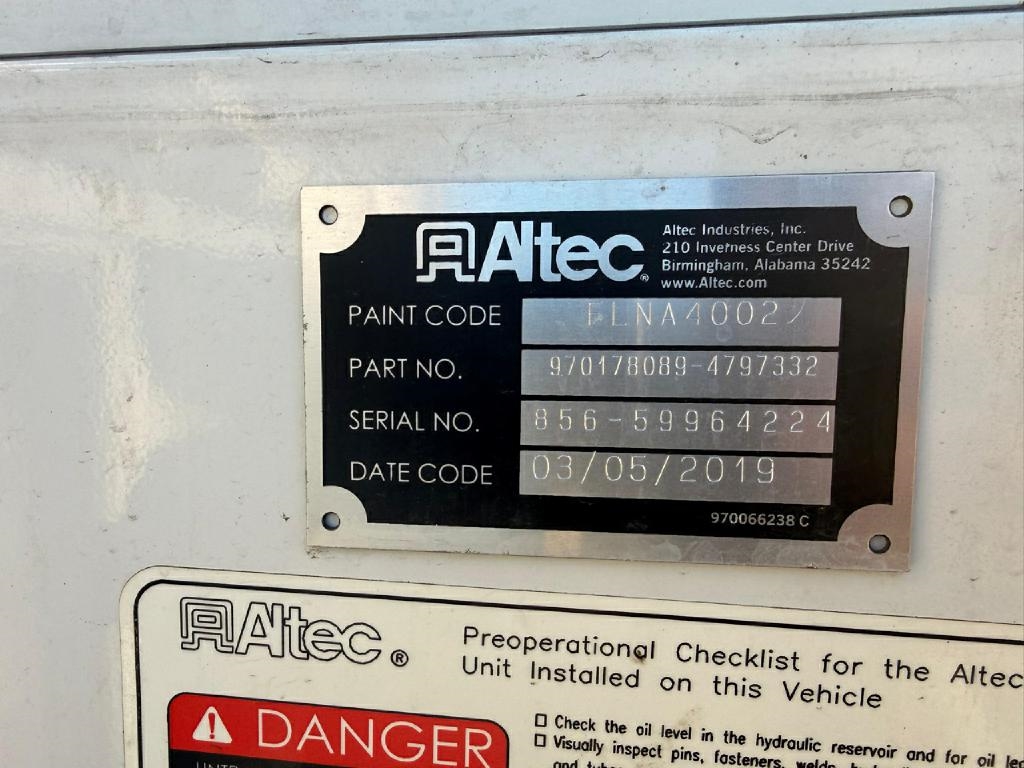 Altec®
Altec Industries, Inc.
210 Inverness Center Drive
Birmingham, Alabama 35242
www.Altec.com
PAINT CODE
PART NO. 970178089-4797332
SERIAL NO. 856-59964224
DATE CODE 03/05/2019
970066238 C
Altec®
Preoperational Checklist for the Altec
Unit Installed on this Vehicle
DANGER
☐ Check the oil level in the hydraulic reservoir and for oil
☐ Visually inspect pins, fasteners, welds,
and